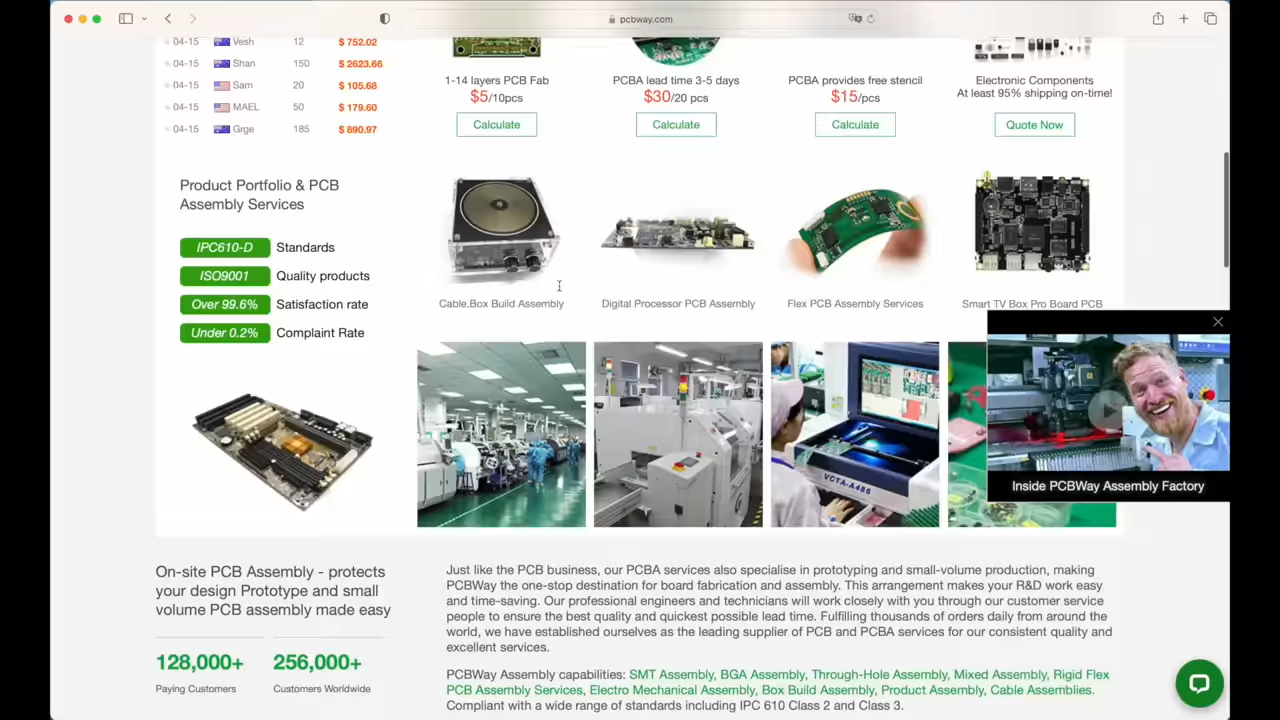 pcbway.com
04-15 Vesh 12 $ 752.02
04-15 Shan 150 $ 2623.66
04-15 Sam 20 $ 105.68
04-15 MAEL 50 $ 179.60
04-15 Grge 185 $ 890.97
1-14 layers PCB Fab
$5/10pcs
Calculate
PCBA lead time 3-5 days
$30/20 pcs
Calculate
PCBA provides free stencil
$15/pcs
Calculate
Electronic Components
At least 95% shipping on-time!
Quote Now
Product Portfolio & PCB
Assembly Services
IPC610-D Standards
ISO9001 Quality products
Over 99.6% Satisfaction rate
Under 0.2% Complaint Rate
Cable,Box Build Assembly
Digital Processor PCB Assembly
Flex PCB Assembly Services
Smart TV Box Pro Board PCB
VCTA-A486
Inside PCBWay Assembly Factory
On-site PCB Assembly - protects
your design Prototype and small
volume PCB assembly made easy
128,000+
Paying Customers
256,000+
Customers Worldwide
Just like the PCB business, our PCBA services also specialise in prototyping and small-volume production, making
PCBWay the one-stop destination for board fabrication and assembly. This arrangement makes your R&D work easy
and time-saving. Our professional engineers and technicians will work closely with you through our customer service
people to ensure the best quality and quickest possible lead time. Fulfilling thousands of orders daily from around the
world, we have established ourselves as the leading supplier of PCB and PCBA services for our consistent quality and
excellent services.
PCBWay Assembly capabilities: SMT Assembly, BGA Assembly, Through-Hole Assembly, Mixed Assembly, Rigid Flex
PCB Assembly Services, Electro Mechanical Assembly, Box Build Assembly, Product Assembly, Cable Assemblies.
Compliant with a wide range of standards including IPC 610 Class 2 and Class 3.